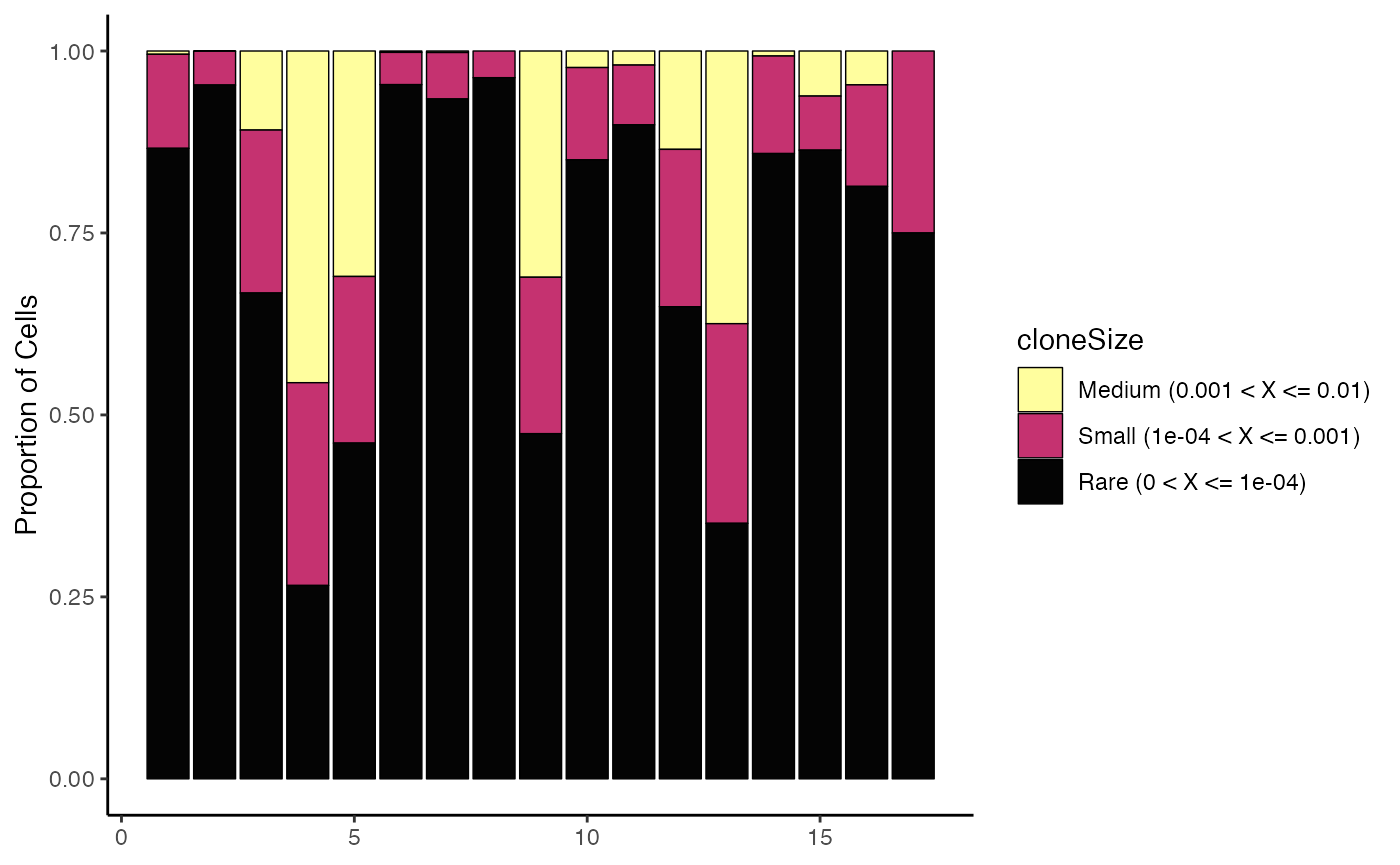 Proportion of Cells
1.00
0.75
0.50
0.25
0.00
0
5
10
15
cloneSize
Medium (0.001 < X <= 0.01)
Small (1e-04 < X <= 0.001)
Rare (0 < X <= 1e-04)